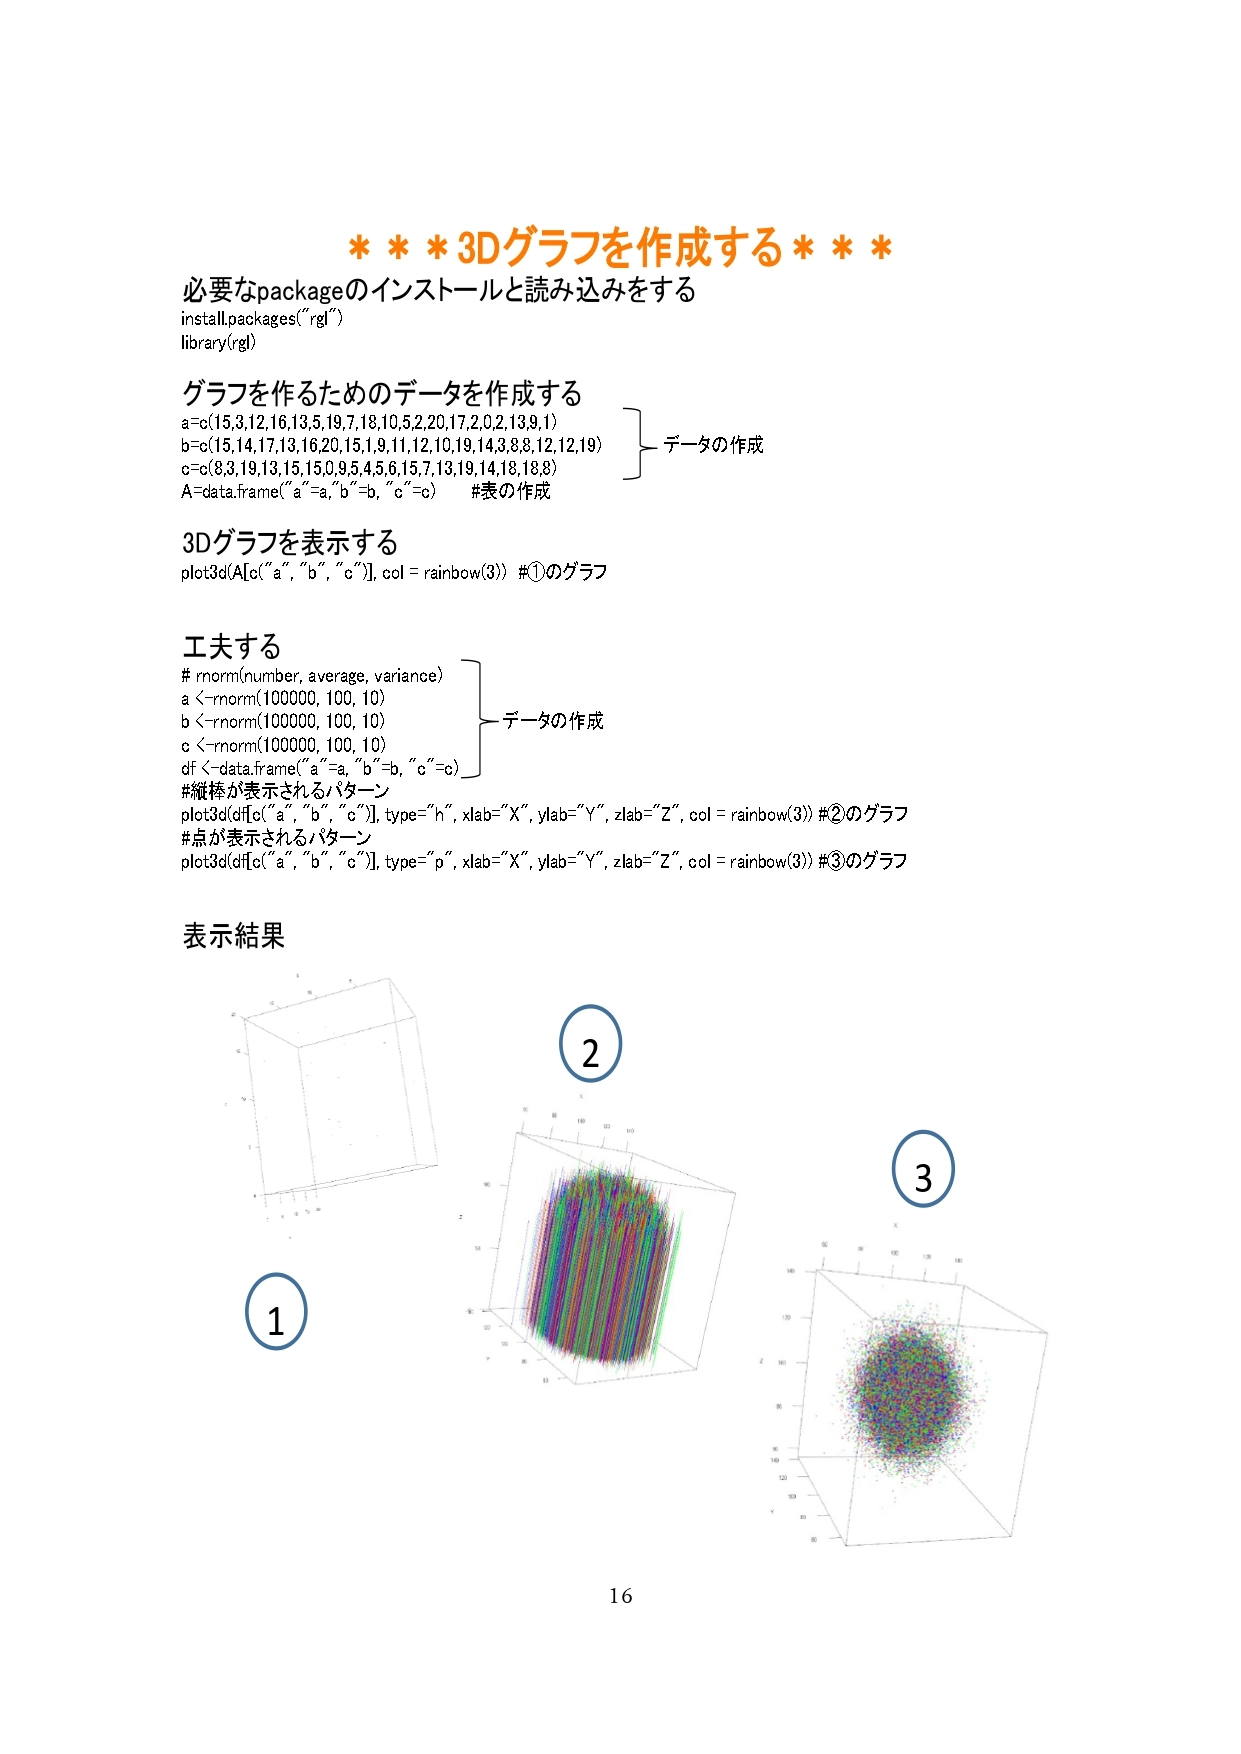 ＊＊＊3Dグラフを作成する＊＊＊
必要なpackageのインストールと読み込みをする
install.packages("rgl")
library(rgl)
グラフを作るためのデータを作成する
a=c(15,3,12,16,13,5,19,7,18,10,5,2,20,17,2,0,2,13,9,1)
b=c(15,14,17,13,16,20,15,1,9,11,12,10,19,14,3,8,8,12,12,19)
c=c(8,3,19,13,15,15,0,9,5,4,5,6,15,7,13,19,14,18,18,8)
データの作成
A=data.frame("a"=a,"b"=b, "c"=c) #表の作成
3Dグラフを表示する
plot3d(A[c("a", "b", "c")], col = rainbow(3)) #①のグラフ
工夫する
# rnorm(number, average, variance)
a <-rnorm(100000, 100, 10)
b <-rnorm(100000, 100, 10)
c <-rnorm(100000, 100, 10)
df <-data.frame("a"=a, "b"=b, "c"=c)
データの作成
#縦棒が表示されるパターン
plot3d(df[c("a", "b", "c")], type="h", xlab="X", ylab="Y", zlab="Z", col = rainbow(3)) #②のグラフ
#点が表示されるパターン
plot3d(df[c("a", "b", "c")], type="p", xlab="X", ylab="Y", zlab="Z", col = rainbow(3)) #③のグラフ
表示結果
2
3
1
16